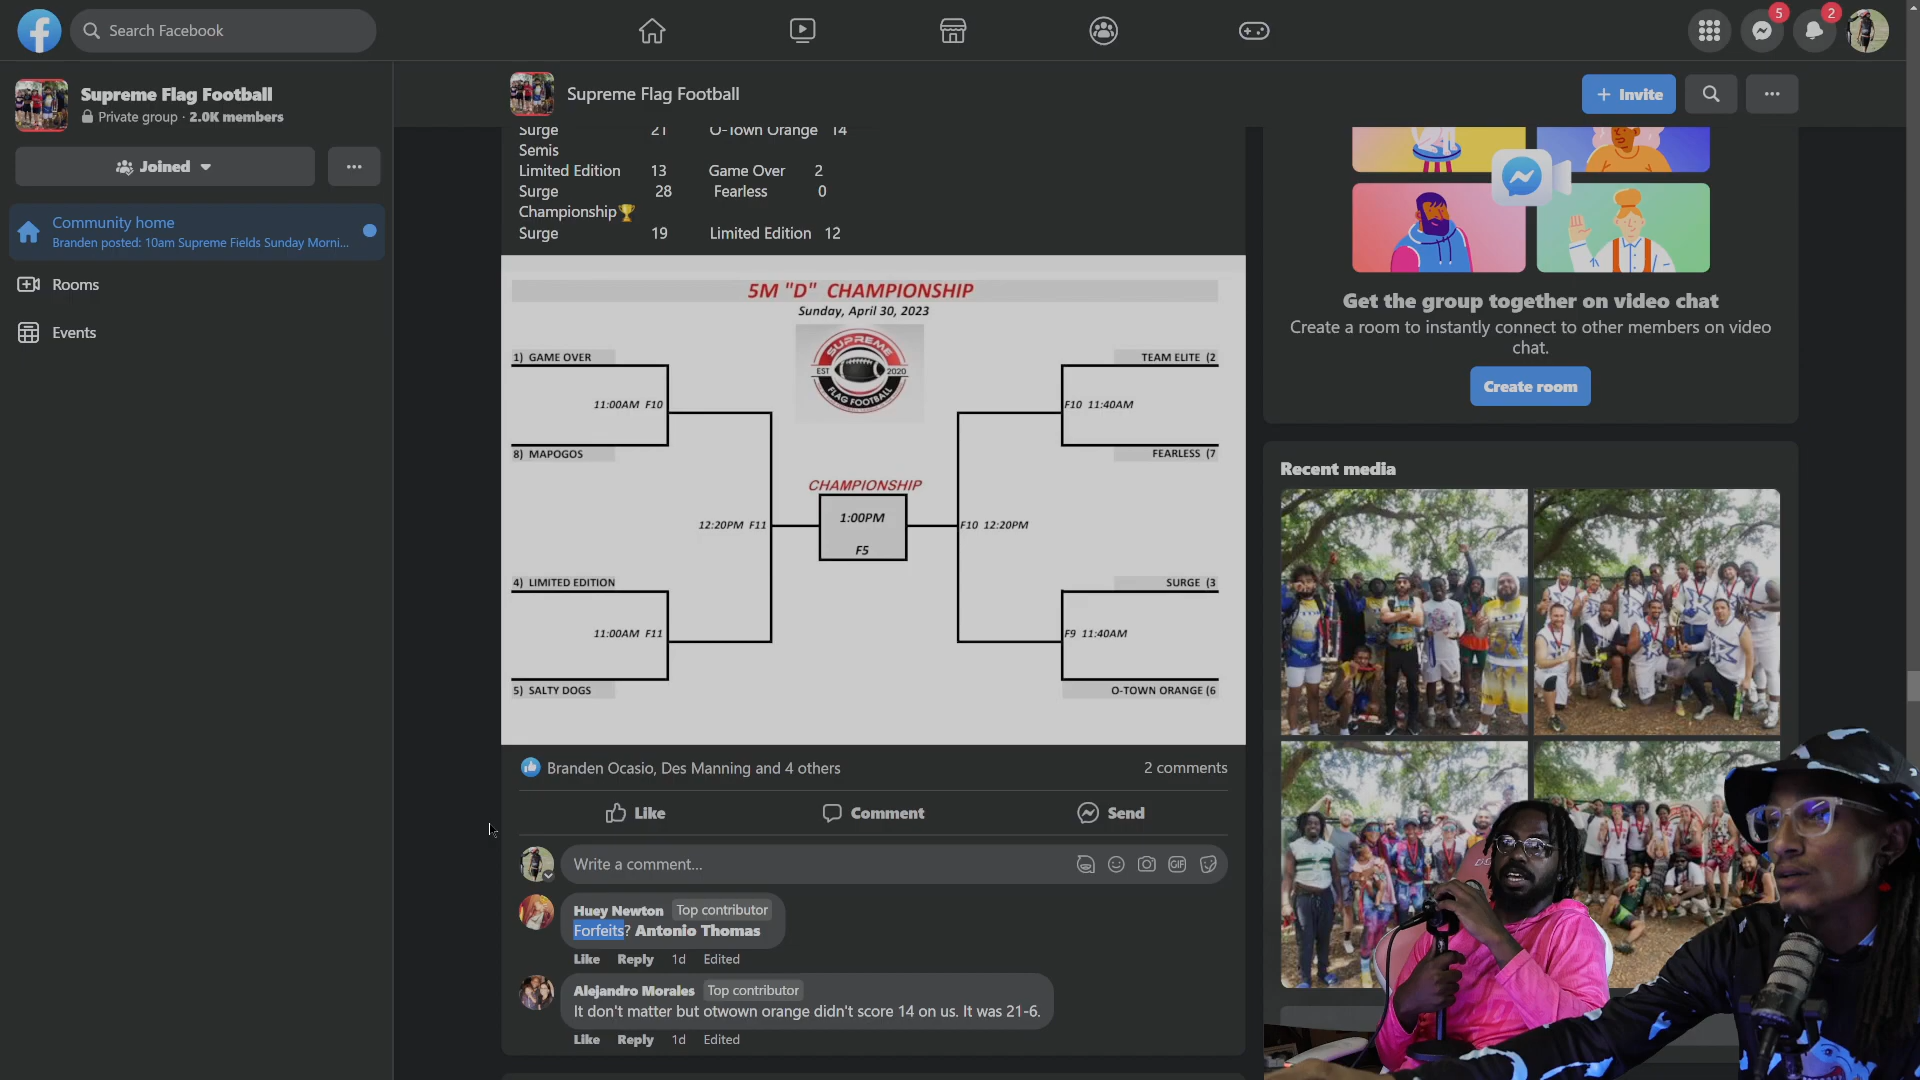 Search Facebook
5
2
Supreme Flag Football
Private group · 2.0K members
Joined
Community home
Branden posted: 10am Supreme Fields Sunday Morni...
Rooms
Events
Supreme Flag Football
+ Invite
Surge 21 O-Town Orange 14
Semis
Limited Edition 13 Game Over 2
Surge 28 Fearless 0
Championship🏆
Surge 19 Limited Edition 12
5M "D" CHAMPIONSHIP
Sunday, April 30, 2023
SUPREME
EST 2020
FLAG FOOTBALL
1) GAME OVER
TEAM ELITE (2
11:00AM F10
F10 11:40AM
8) MAPOGOS
FEARLESS (7
CHAMPIONSHIP
1:00PM
12:20PM F11
F10 12:20PM
F5
4) LIMITED EDITION
SURGE (3
11:00AM F11
F9 11:40AM
5) SALTY DOGS
O-TOWN ORANGE (6
Branden Ocasio, Des Manning and 4 others
2 comments
Like
Comment
Send
Write a comment...
GIF
Huey Newton Top contributor
Forfeits? Antonio Thomas
Like Reply 1d Edited
Alejandro Morales Top contributor
It don't matter but otwown orange didn't score 14 on us. It was 21-6.
Like Reply 1d Edited
Get the group together on video chat
Create a room to instantly connect to other members on video
chat.
Create room
Recent media